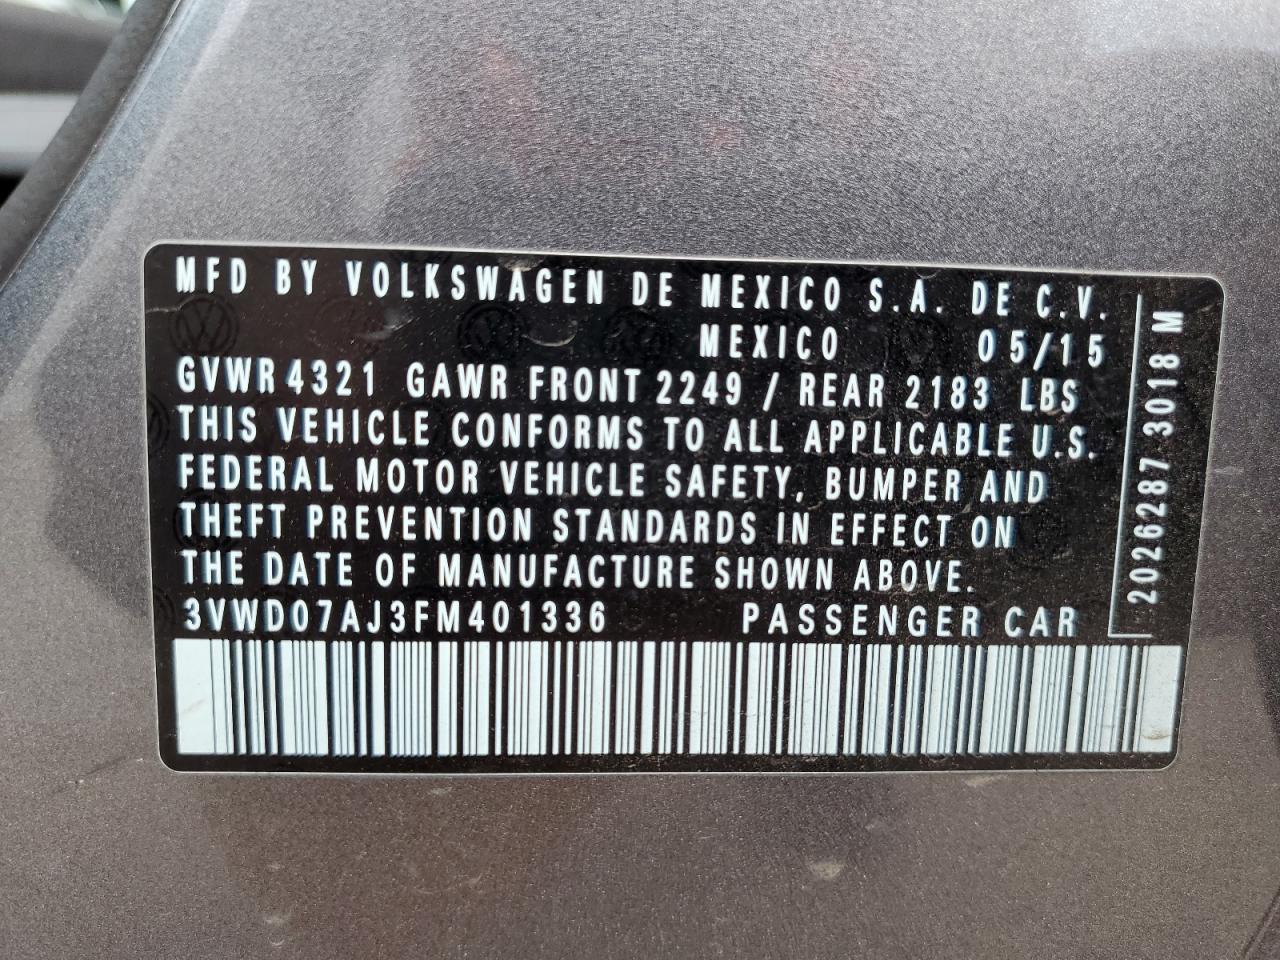 MFD BY VOLKSWAGEN DE MEXICO S.A. DE C.V.
MEXICO 05/15
GVWR 4321 GAWR FRONT 2249 / REAR 2183 LBS
THIS VEHICLE CONFORMS TO ALL APPLICABLE U.S.
FEDERAL MOTOR VEHICLE SAFETY, BUMPER AND
THEFT PREVENTION STANDARDS IN EFFECT ON
THE DATE OF MANUFACTURE SHOWN ABOVE.
3VWD07AJ3FM401336 PASSENGER CAR
2026287 3018 M